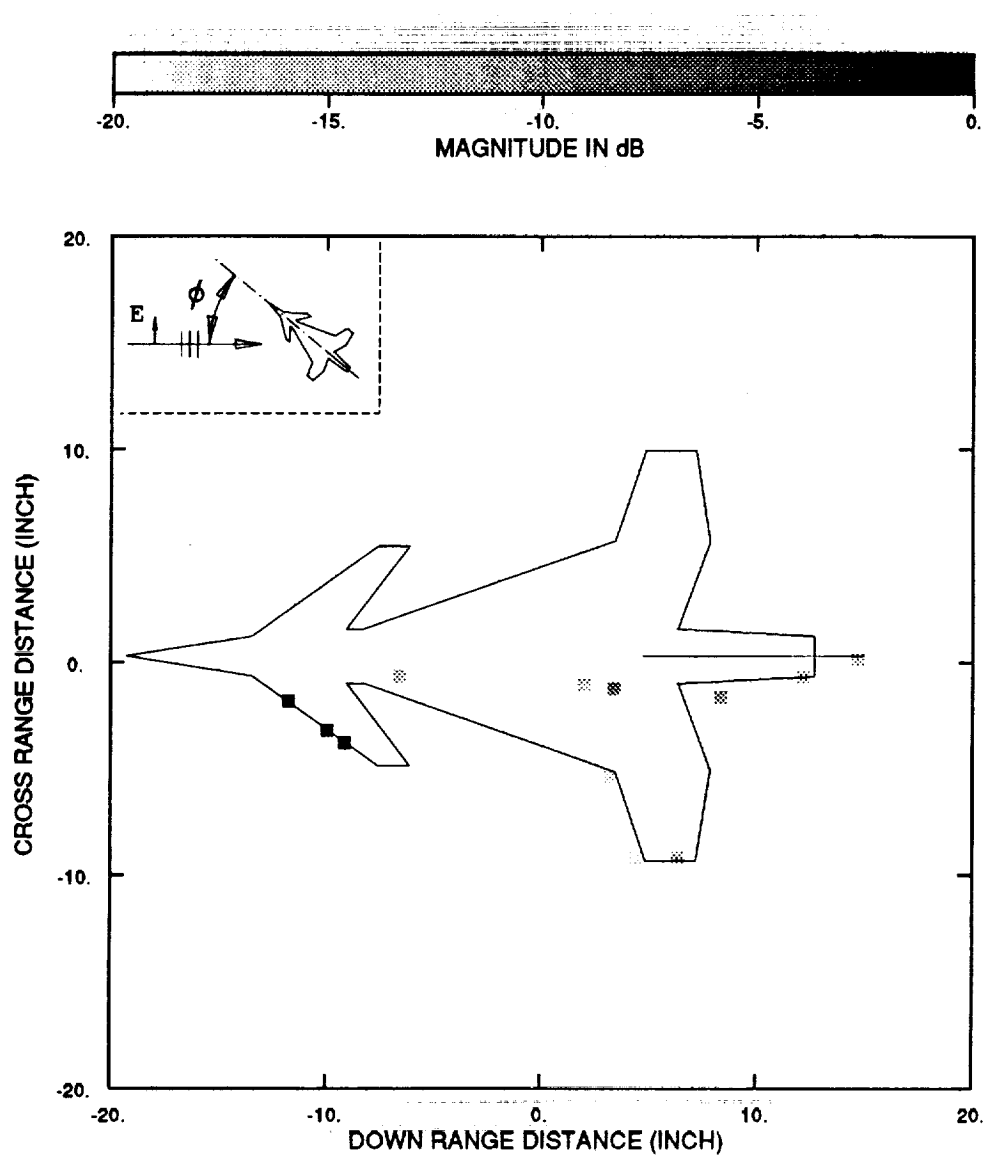 -20. -15. -10. -5. 0.
MAGNITUDE IN dB
20.
ϕ
E
10.
0.
-10.
-20.
CROSS RANGE DISTANCE (INCH)
-20. -10. 0. 10. 20.
DOWN RANGE DISTANCE (INCH)